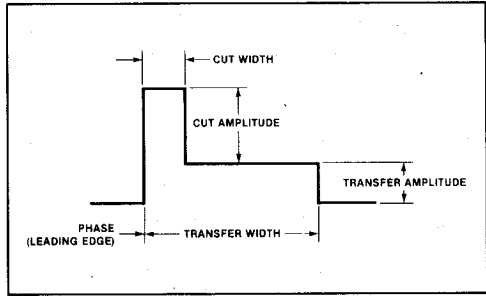 CUT WIDTH
CUT AMPLITUDE
TRANSFER AMPLITUDE
PHASE
(LEADING EDGE)
TRANSFER WIDTH